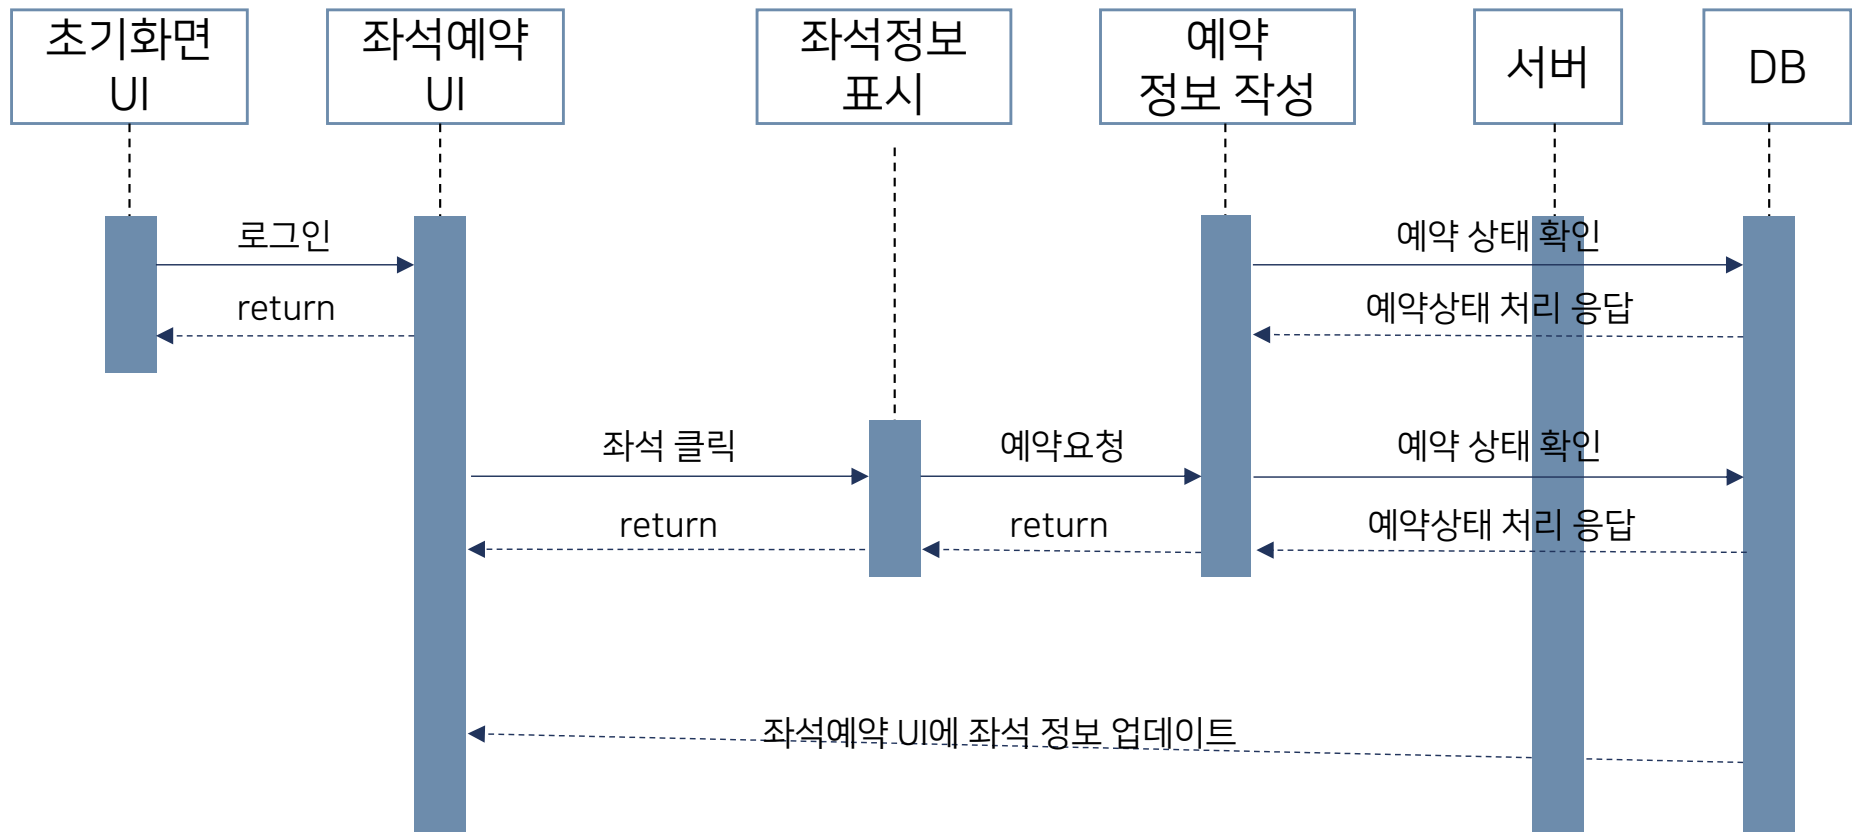 초기화면
UI
좌석예약
UI
좌석정보
표시
예약
정보 작성
서버
DB
로그인
예약 상태 확인
return
예약상태 처리 응답
좌석 클릭
예약요청
예약 상태 확인
return
return
예약상태 처리 응답
좌석예약 UI에 좌석 정보 업데이트